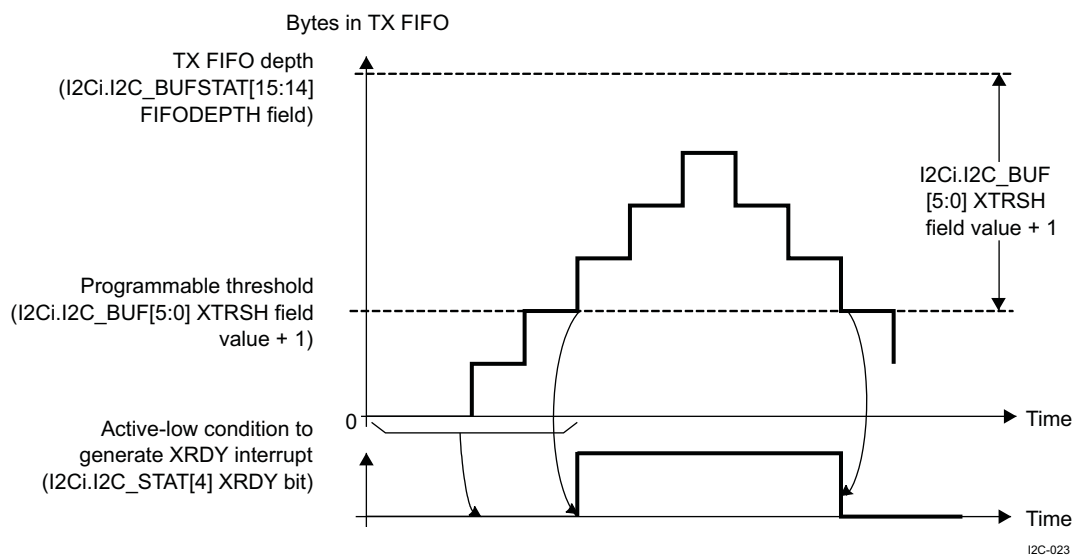 Bytes in TX FIFO
TX FIFO depth
(I2Ci.I2C_BUFSTAT[15:14]
FIFODEPTH field)
I2Ci.I2C_BUF
[5:0] XTRSH
field value + 1
Programmable threshold
(I2Ci.I2C_BUF[5:0] XTRSH field
value + 1)
0
Time
Active-low condition to
generate XRDY interrupt
(I2Ci.I2C_STAT[4] XRDY bit)
Time
I2C-023